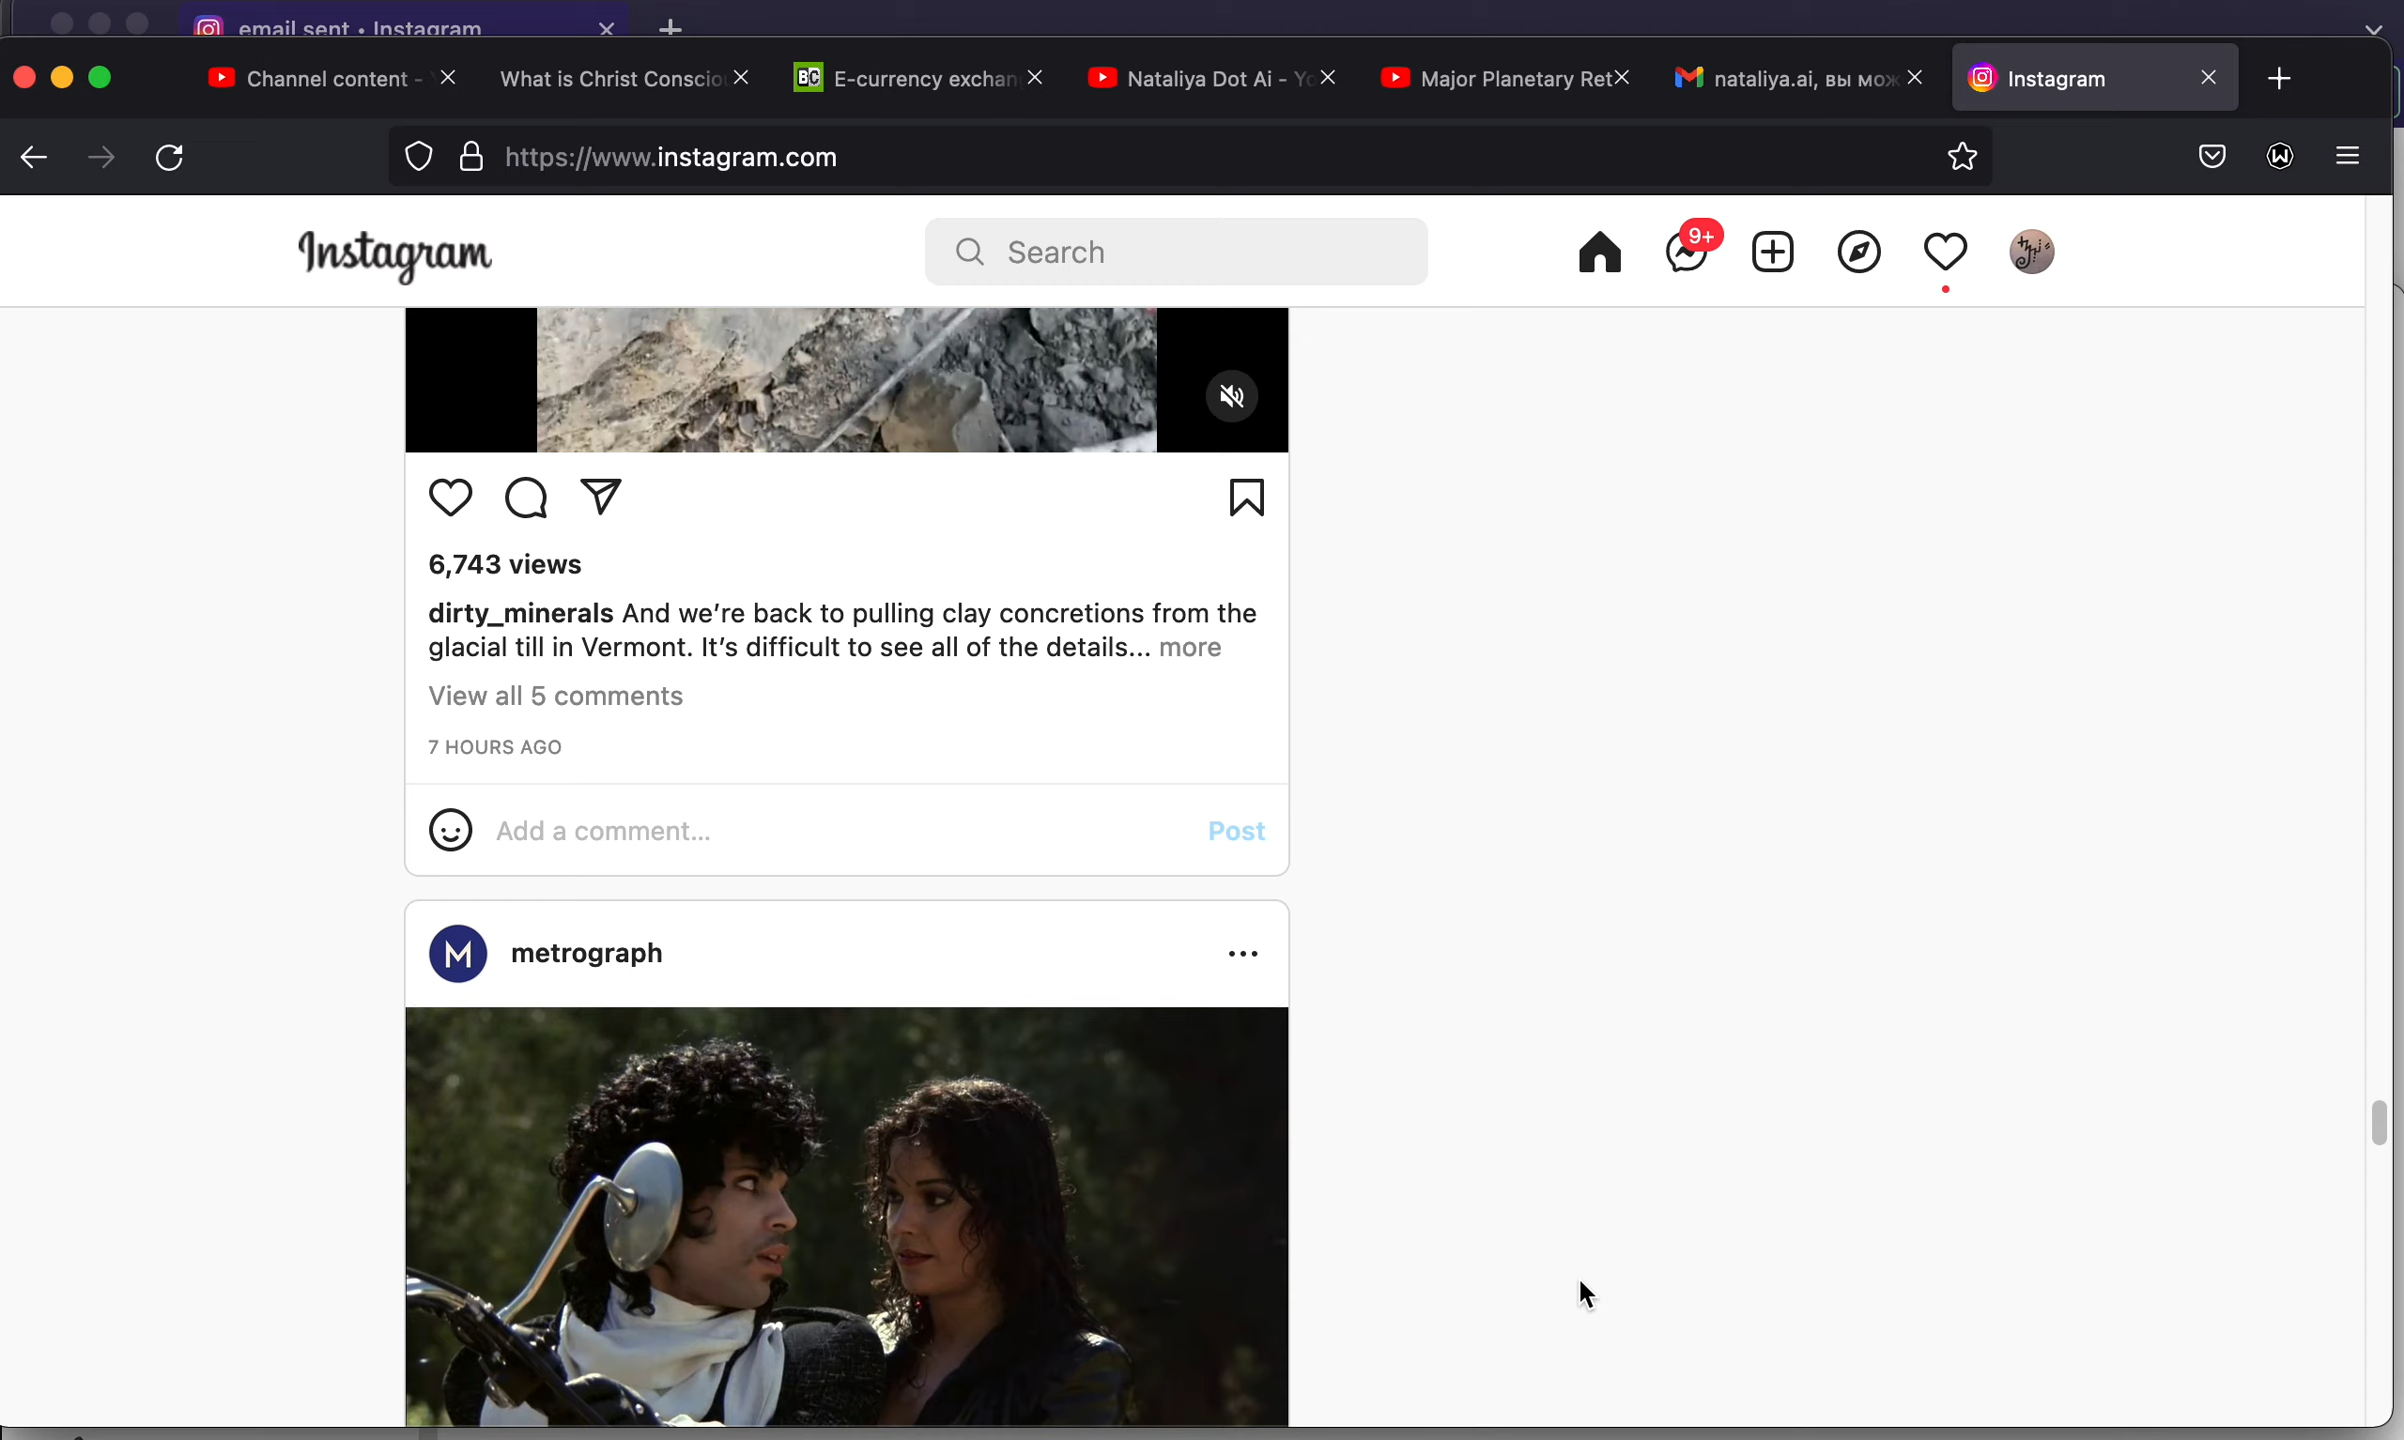 email sent • Instagram
Channel content -
What is Christ Conscio
E-currency exchan
Nataliya Dot Ai - Yo
Major Planetary Ret
nataliya.ai, вы мож
Instagram
https://www.instagram.com
Instagram
Search
9+
6,743 views
dirty_minerals And we’re back to pulling clay concretions from the
glacial till in Vermont. It’s difficult to see all of the details... more
View all 5 comments
7 HOURS AGO
Add a comment...
Post
M metrograph